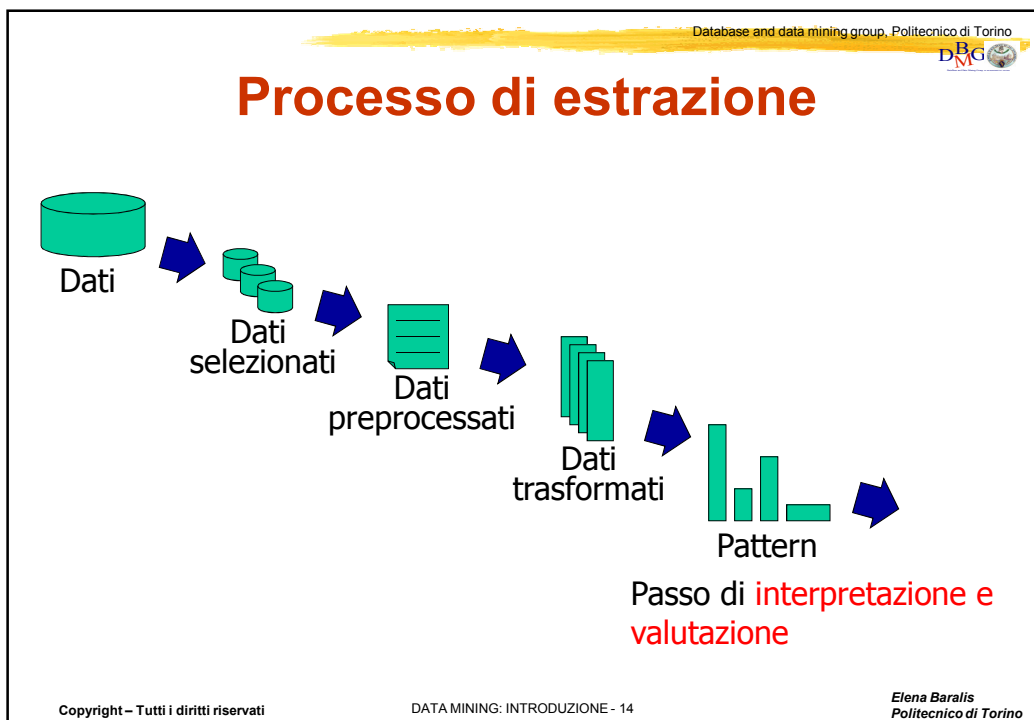 Database and data mining group, Politecnico di Torino
DBMG
Processo di estrazione
Dati
Dati
selezionati
Dati
preprocessati
Dati
trasformati
Pattern
Passo di interpretazione e
valutazione
Copyright – Tutti i diritti riservati
DATA MINING: INTRODUZIONE - 14
Elena Baralis
Politecnico di Torino